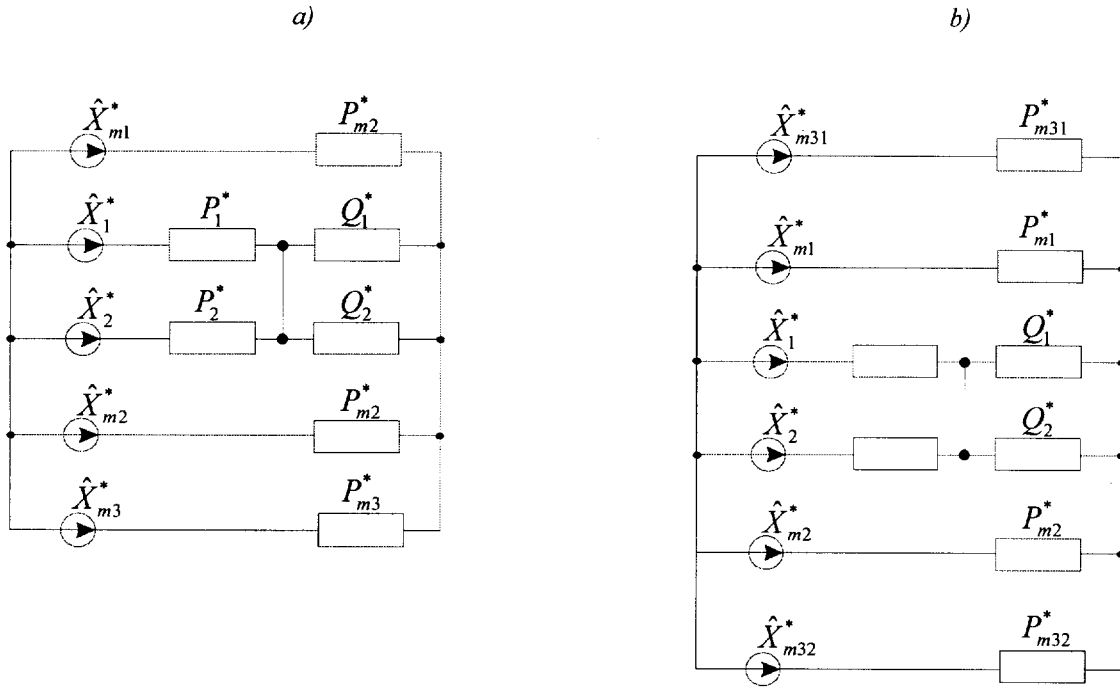 a)
X̂*m1 P*m2
X̂*1 P*1 Q*1
X̂*2 P*2 Q*2
X̂*m2 P*m2
X̂*m3 P*m3
b)
X̂*m31 P*m31
X̂*m1 P*m1
X̂*1 Q*1
X̂*2 Q*2
X̂*m2 P*m2
X̂*m32 P*m32